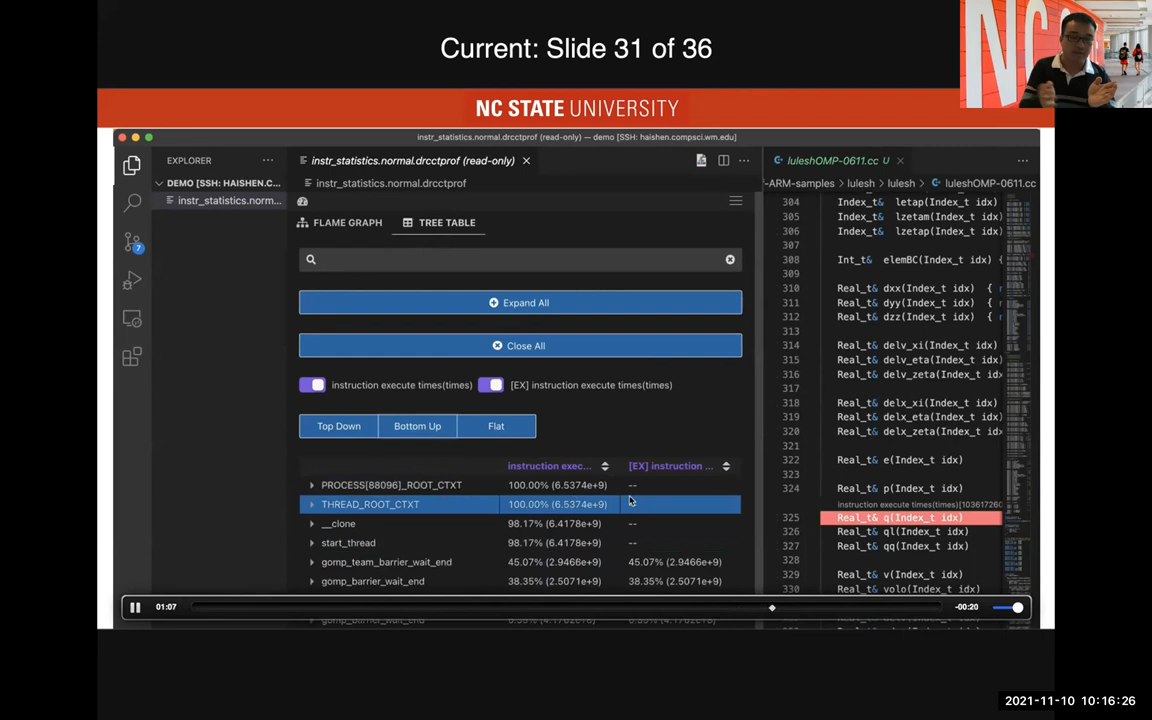 Current: Slide 31 of 36
NC
NC STATE UNIVERSITY
instr_statistics.normal.drcctprof (read-only) — demo [SSH: haishen.compsci.wm.edu]
EXPLORER
instr_statistics.normal.drcctprof (read-only)
luleshOMP-0611.cc U
DEMO [SSH: HAISHEN.C...
instr_statistics.normal.drcctprof
-ARM-samples > lulesh > lulesh > luleshOMP-0611.cc
instr_statistics.norm...
FLAME GRAPH
TREE TABLE
Expand All
Close All
instruction execute times(times)
[EX] instruction execute times(times)
Top Down
Bottom Up
Flat
instruction exec...
[EX] instruction ...
PROCESS[88096]_ROOT_CTXT 100.00% (6.5374e+9) --
THREAD_ROOT_CTXT 100.00% (6.5374e+9)
__clone 98.17% (6.4178e+9) --
start_thread 98.17% (6.4178e+9) --
gomp_team_barrier_wait_end 45.07% (2.9466e+9) 45.07% (2.9466e+9)
gomp_barrier_wait_end 38.35% (2.5071e+9) 38.35% (2.5071e+9)
304 Index_t& letap(Index_t idx)
305 Index_t& lzetam(Index_t idx)
306 Index_t& lzetap(Index_t idx)
307
308 Int_t& elemBC(Index_t idx) {
309
310 Real_t& dxx(Index_t idx) {
311 Real_t& dyy(Index_t idx) {
312 Real_t& dzz(Index_t idx) {
313
314 Real_t& delv_xi(Index_t idx)
315 Real_t& delv_eta(Index_t idx)
316 Real_t& delv_zeta(Index_t idx)
317
318 Real_t& delx_xi(Index_t idx)
319 Real_t& delx_eta(Index_t idx)
320 Real_t& delx_zeta(Index_t idx)
321
322 Real_t& e(Index_t idx)
323
324 Real_t& p(Index_t idx)
instruction execute times(times)[103617260
325 Real_t& q(Index_t idx)
326 Real_t& ql(Index_t idx)
327 Real_t& qq(Index_t idx)
328
329 Real_t& v(Index_t idx)
330 Real_t& volo(Index_t idx)
7
01:07
-00:20
2021-11-10 10:16:26